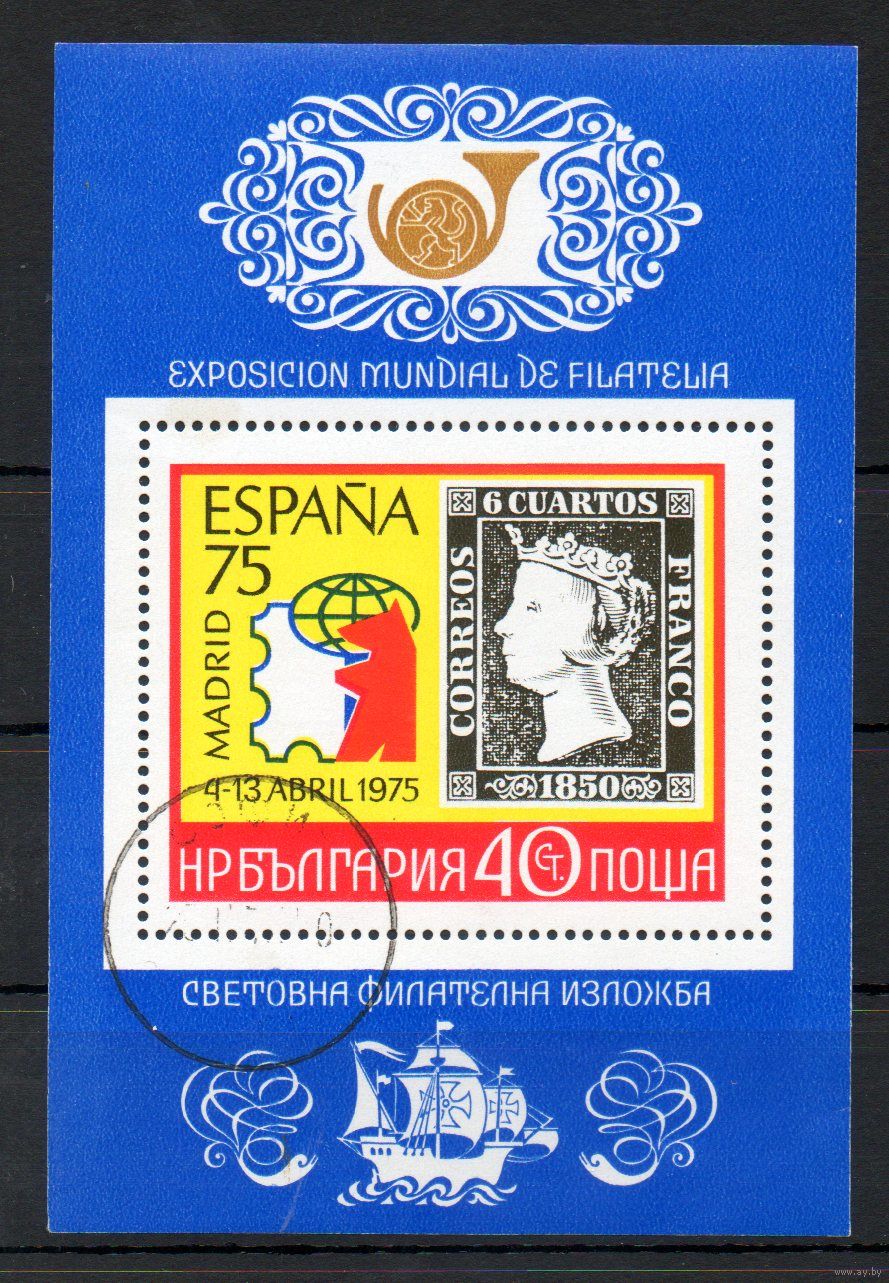 EXPOSICION MUNDIAL DE FILATELIA
ESPAÑA
75
MADRID
4-13 ABRIL 1975
6 CUARTOS
CORREOS
FRANCO
1850
НР БЪЛГАРИЯ 40 СТ. ПОЩА
СВЕТОВНА ФИЛАТЕЛНА ИЗЛОЖБА
www.ay.by